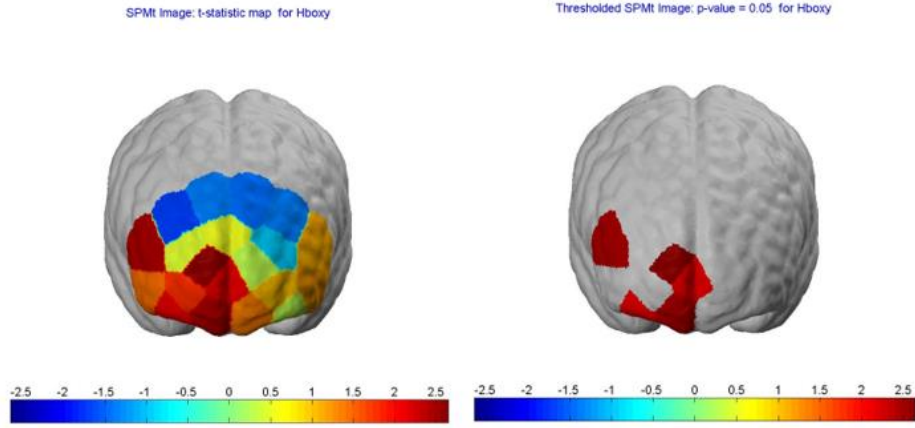 SPMt Image: t-statistic map for Hboxy
Thresholded SPMt Image: p-value = 0.05 for Hboxy
-2.5 -2 -1.5 -1 -0.5 0 0.5 1 1.5 2 2.5
-2.5 -2 -1.5 -1 -0.5 0 0.5 1 1.5 2 2.5